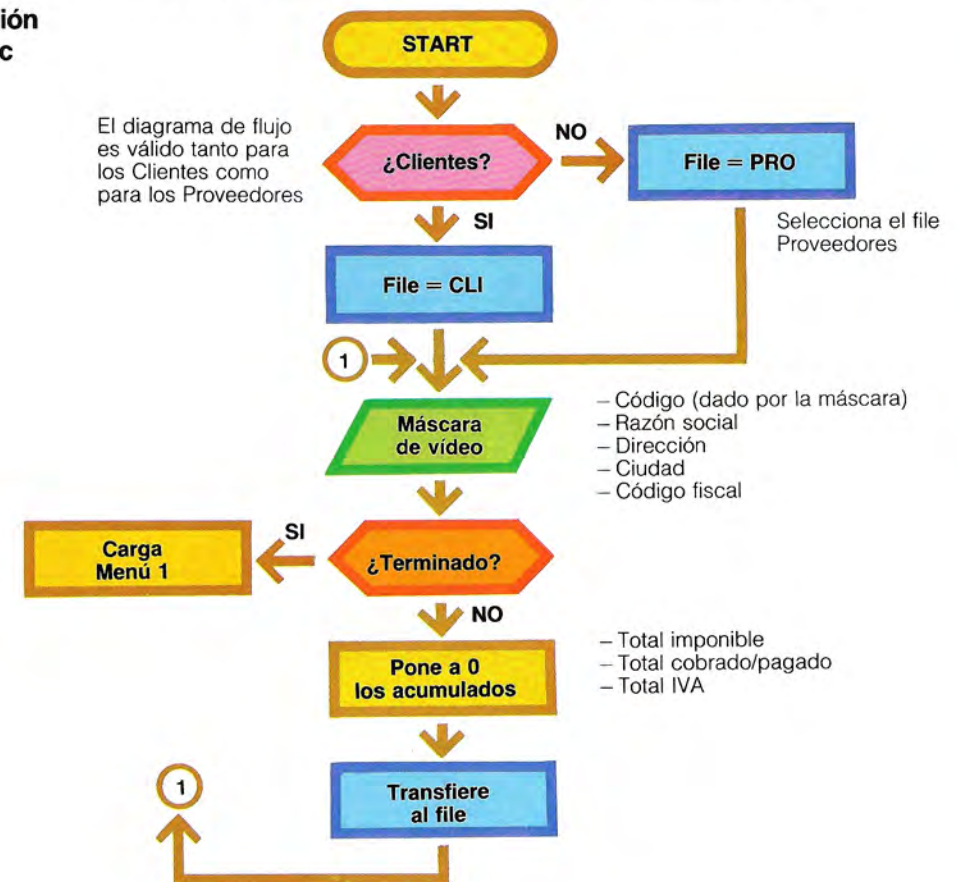 ión
c
START
El diagrama de flujo
es válido tanto para
los Clientes como
para los Proveedores
¿Clientes?
NO
File = PRO
SI
Selecciona el file
Proveedores
File = CLI
1
Máscara
de vídeo
– Código (dado por la máscara)
– Razón social
– Dirección
– Ciudad
– Código fiscal
¿Terminado?
SI
Carga
Menú 1
NO
Pone a 0
los acumulados
– Total imponible
– Total cobrado/pagado
– Total IVA
Transfiere
al file
1